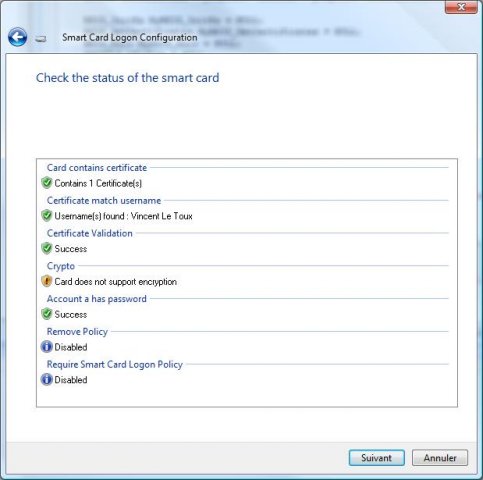 Smart Card Logon Configuration
Check the status of the smart card
Card contains certificate
Contains 1 Certificate(s)
Certificate match username
Username(s) found : Vincent Le Toux
Certificate Validation
Success
Crypto
Card does not support encryption
Account a has password
Success
Remove Policy
Disabled
Require Smart Card Logon Policy
Disabled
Suivant
Annuler